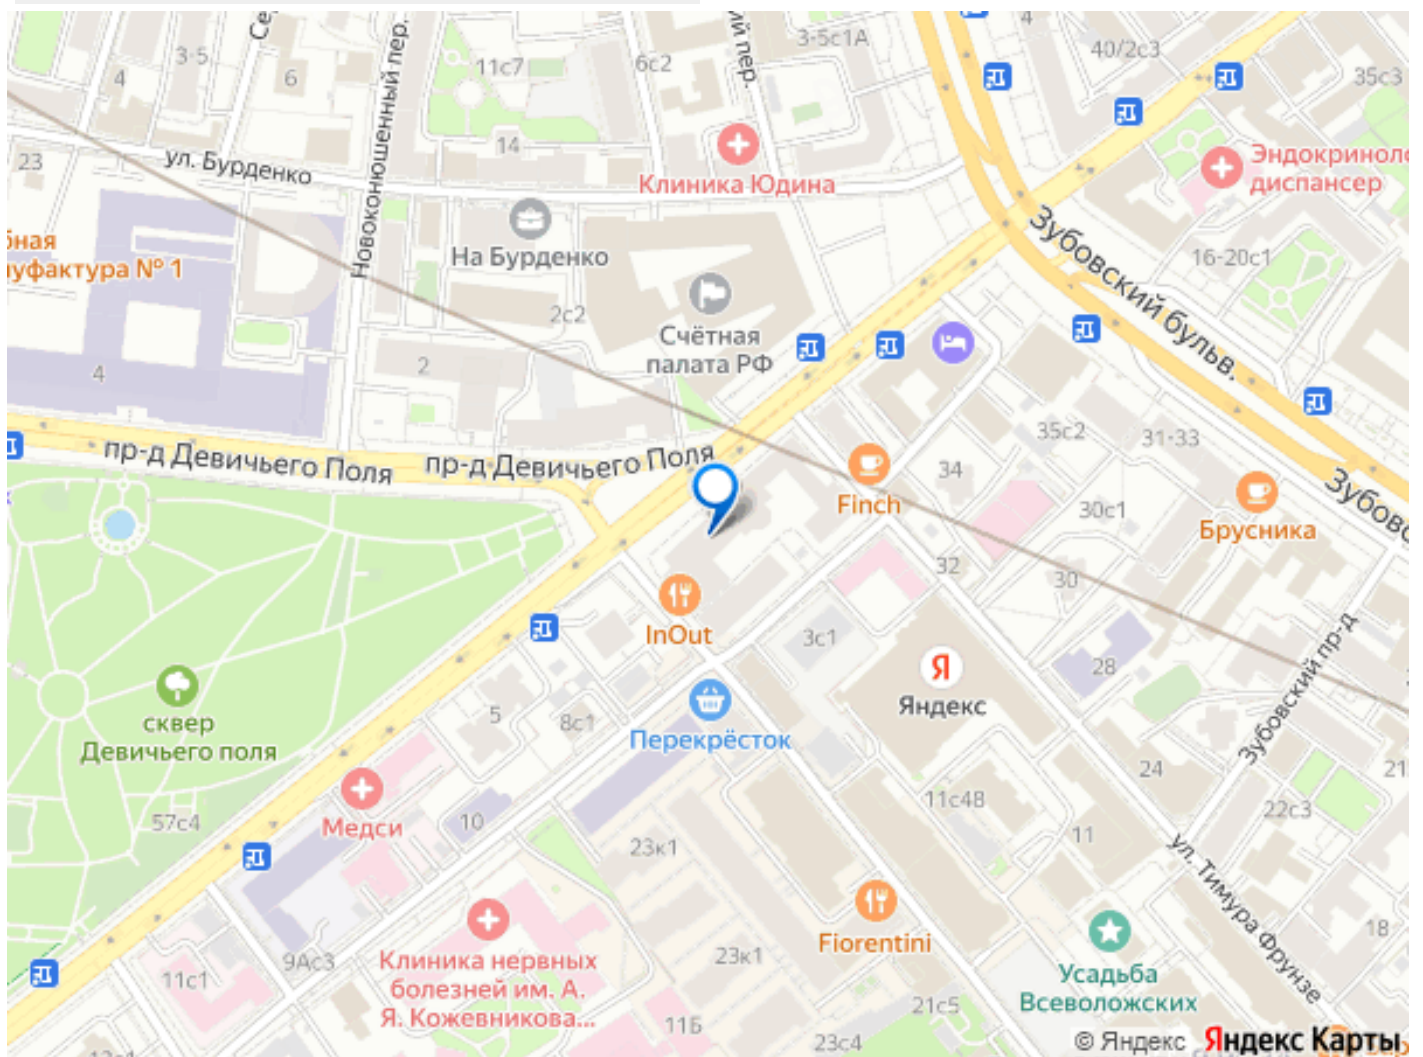 3-5с1А
4
40/2с3
3-5
6с2
11с7
4
6
35с3
Новоконюшенный пер.
14
23
ул. Бурденко
Клиника Юдина
Эндокринол
диспансер
бная
уфактура № 1
На Бурденко
Зубовский бульв.
16-20с1
2с2
Счётная
палата РФ
4
2
пр-д Девичьего Поля
пр-д Девичьего Поля
35с2
31-33
34
Finch
30с1
Брусника
Зубовс
32
30
InOut
3с1
28
Яндекс
Зубовский пр-д
сквер
Девичьего поля
5
8с1
Перекрёсток
24
21
11с48
22с3
57с4
Медси
10
11
23к1
ул. Тимура Фрунзе
Fiorentini
18
9Ас3
11с1
Клиника нервных
болезней им. А.
Я. Кожевникова...
23к1
Усадьба
Всеволожских
21с5
11Б
23с4
© Яндекс Яндекс Карты